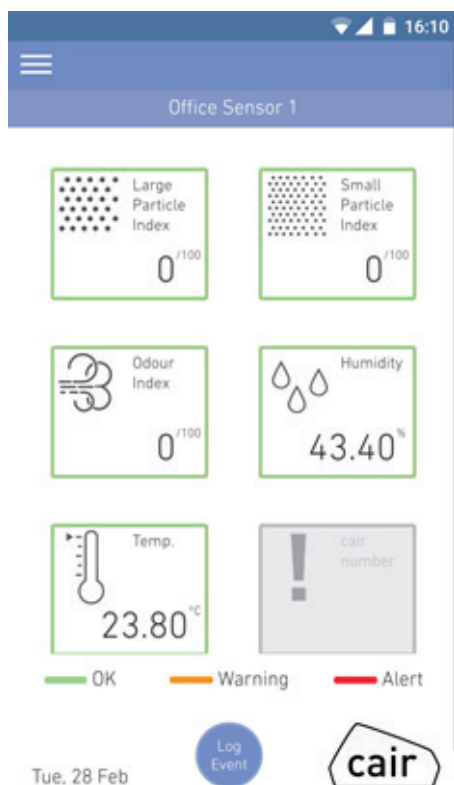 16:10
Office Sensor 1
Large
Particle
Index
0/100
Small
Particle
Index
0/100
Odour
Index
0/100
Humidity
43.40%
Temp.
23.80°C
!
cair
number
OK
Warning
Alert
Log
Event
Tue, 28 Feb
cair